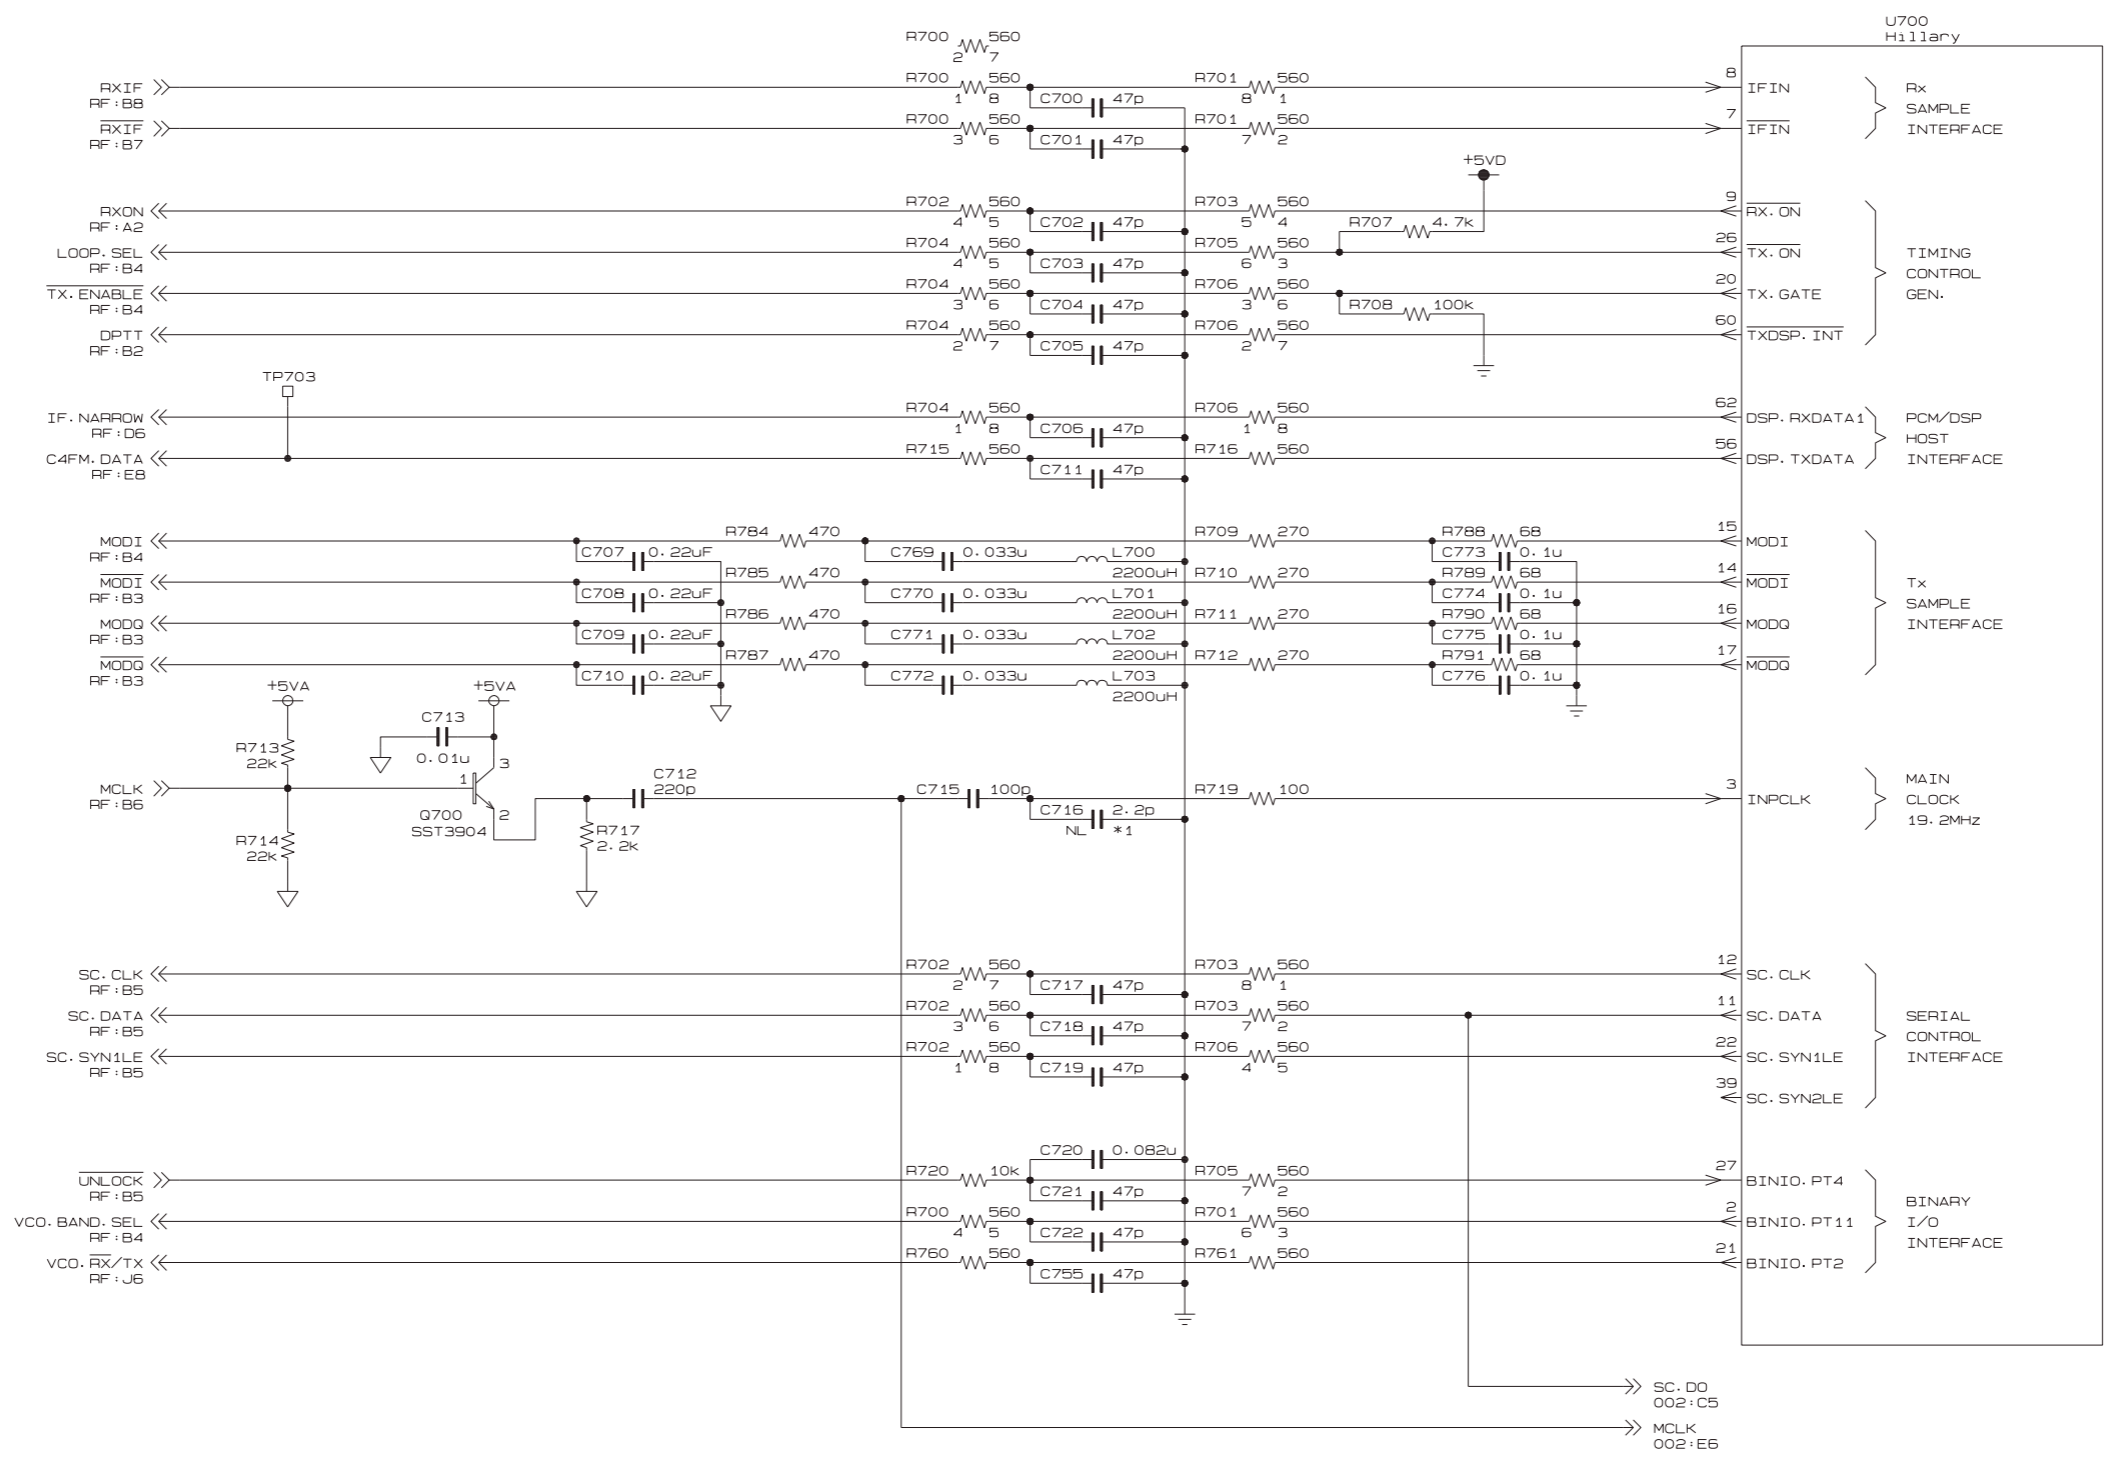 U700
Hillary
R700 560
2 7
RXIF
RF:B8
R700 560
1 8
C700 47p
R701 560
8 1
8
IFIN
RXIF
RF:B7
R700 560
3 6
C701 47p
R701 560
7 2
7
IFIN
Rx
SAMPLE
INTERFACE
+5VD
RXON
RF:A2
R702 560
4 5
C702 47p
R703 560
5 4
R707 4.7k
9
RX.ON
LOOP.SEL
RF:B4
R704 560
4 5
C703 47p
R705 560
6 3
26
TX.ON
TX.ENABLE
RF:B4
R704 560
3 6
C704 47p
R706 560
3 6
R708 100k
20
TX.GATE
DPTT
RF:B2
R704 560
2 7
C705 47p
R706 560
2 7
60
TXDSP.INT
TIMING
CONTROL
GEN.
TP703
IF.NARROW
RF:D6
R704 560
1 8
C706 47p
R706 560
1 8
62
DSP.RXDATA1
C4FM.DATA
RF:E8
R715 560
C711 47p
R716 560
56
DSP.TXDATA
PCM/DSP
HOST
INTERFACE
MODI
RF:B4
C707 0.22uF
R784 470
C769 0.033u
L700
2200uH
R709 270
R788 68
C773 0.1u
15
MODI
MODI
RF:B3
C708 0.22uF
R785 470
C770 0.033u
L701
2200uH
R710 270
R789 68
C774 0.1u
14
MODI
MODQ
RF:B3
C709 0.22uF
R786 470
C771 0.033u
L702
2200uH
R711 270
R790 68
C775 0.1u
16
MODQ
MODQ
RF:B3
C710 0.22uF
R787 470
C772 0.033u
L703
2200uH
R712 270
R791 68
C776 0.1u
17
MODQ
Tx
SAMPLE
INTERFACE
+5VA
+5VA
C713
0.01u
R713
22k
MCLK
RF:B6
R714
22k
1
3
2
Q700
SST3904
R717
2.2k
C712
220p
C715 100p
C716 2.2p
NL *1
R719 100
3
INPCLK
MAIN
CLOCK
19.2MHz
SC.CLK
RF:B5
R702 560
2 7
C717 47p
R703 560
8 1
12
SC.CLK
SC.DATA
RF:B5
R702 560
3 6
C718 47p
R703 560
7 2
11
SC.DATA
SC.SYN1LE
RF:B5
R702 560
1 8
C719 47p
R706 560
4 5
22
SC.SYN1LE
39
SC.SYN2LE
SERIAL
CONTROL
INTERFACE
UNLOCK
RF:B5
R720 10k
C720 0.082u
C721 47p
R705 560
7 2
27
BINIO.PT4
VCO.BAND.SEL
RF:B4
R700 560
4 5
C722 47p
R701 560
6 3
2
BINIO.PT11
VCO.RX/TX
RF:J6
R760 560
C755 47p
R761 560
21
BINIO.PT2
BINARY
I/O
INTERFACE
SC.DO
002:C5
MCLK
002:E6